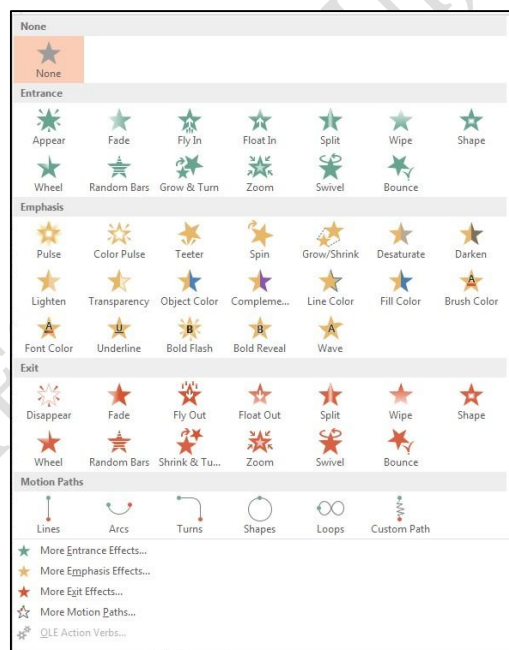 None
None
Entrance
Appear Fade Fly In Float In Split Wipe Shape
Wheel Random Bars Grow & Turn Zoom Swivel Bounce
Emphasis
Pulse Color Pulse Teeter Spin Grow/Shrink Desaturate Darken
Lighten Transparency Object Color Compleme... Line Color Fill Color Brush Color
Font Color Underline Bold Flash Bold Reveal Wave
Exit
Disappear Fade Fly Out Float Out Split Wipe Shape
Wheel Random Bars Shrink & Tu... Zoom Swivel Bounce
Motion Paths
Lines Arcs Turns Shapes Loops Custom Path
More Entrance Effects...
More Emphasis Effects...
More Exit Effects...
More Motion Paths...
OLE Action Verbs...